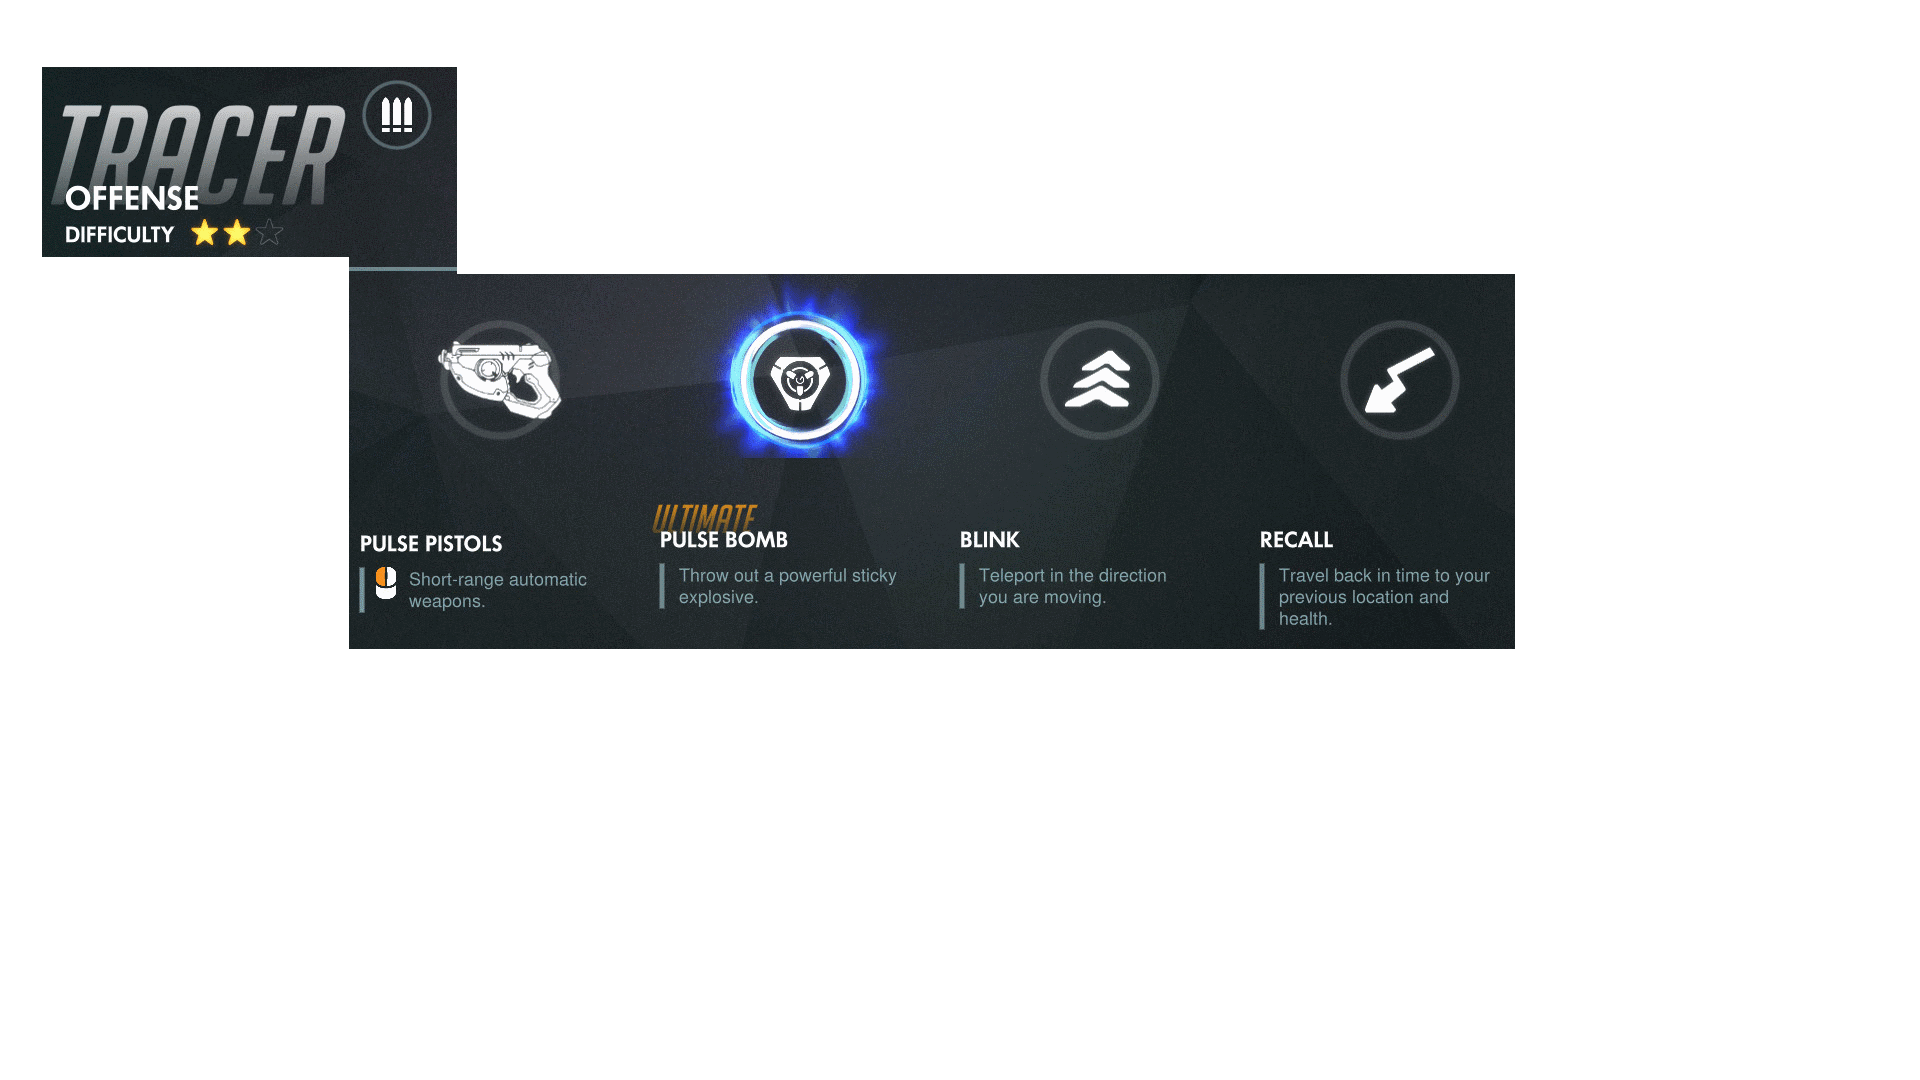 TRACER
OFFENSE
DIFFICULTY
PULSE PISTOLS
Short-range automatic
weapons.
ULTIMATE
PULSE BOMB
Throw out a powerful sticky
explosive.
BLINK
Teleport in the direction
you are moving.
RECALL
Travel back in time to your
previous location and
health.